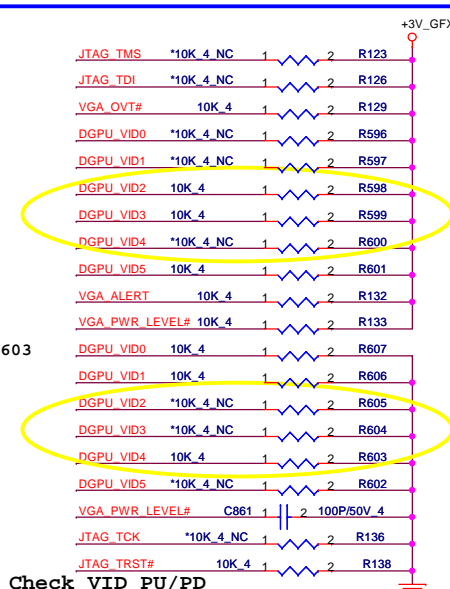 +3V_GFX
JTAG_TMS *10K_4_NC 1 2 R123
JTAG_TDI *10K_4_NC 1 2 R126
VGA_OVT# 10K_4 1 2 R129
DGPU_VID0 *10K_4_NC 1 2 R596
DGPU_VID1 *10K_4_NC 1 2 R597
DGPU_VID2 10K_4 1 2 R598
DGPU_VID3 10K_4 1 2 R599
DGPU_VID4 *10K_4_NC 1 2 R600
DGPU_VID5 10K_4 1 2 R601
VGA_ALERT 10K_4 1 2 R132
VGA_PWR_LEVEL# 10K_4 1 2 R133
603
DGPU_VID0 10K_4 1 2 R607
DGPU_VID1 10K_4 1 2 R606
DGPU_VID2 *10K_4_NC 1 2 R605
DGPU_VID3 *10K_4_NC 1 2 R604
DGPU_VID4 10K_4 1 2 R603
DGPU_VID5 *10K_4_NC 1 2 R602
VGA_PWR_LEVEL# C861 1 2 100P/50V_4
JTAG_TCK *10K_4_NC 1 2 R136
JTAG_TRST# 10K_4 1 2 R138
Check VID PU/PD